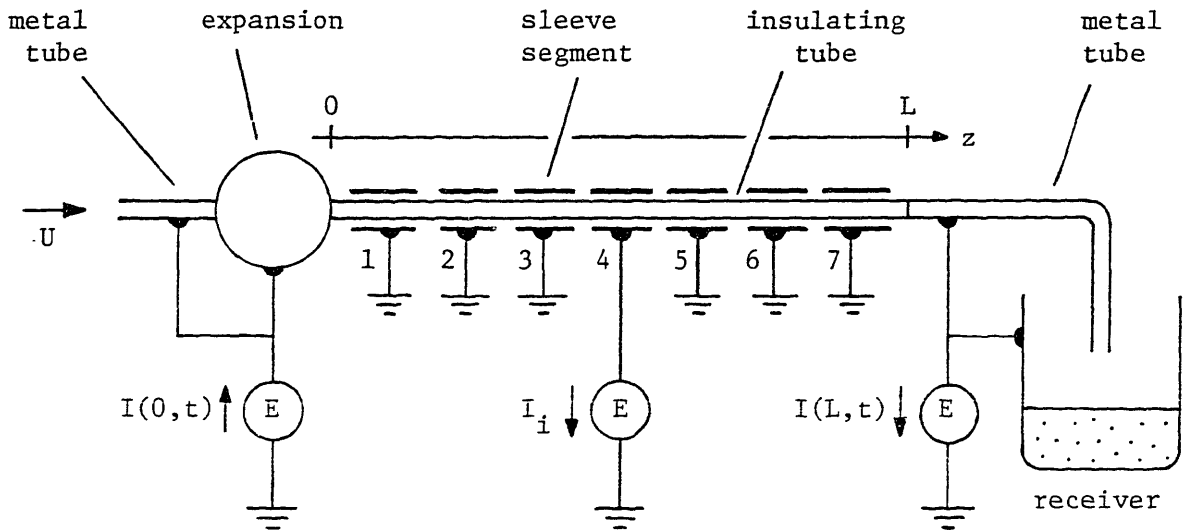 metal
tube
expansion
sleeve
segment
insulating
tube
metal
tube
0
L
z
U
1
2
3
4
5
6
7
I(0,t)
E
I_i
E
I(L,t)
E
receiver